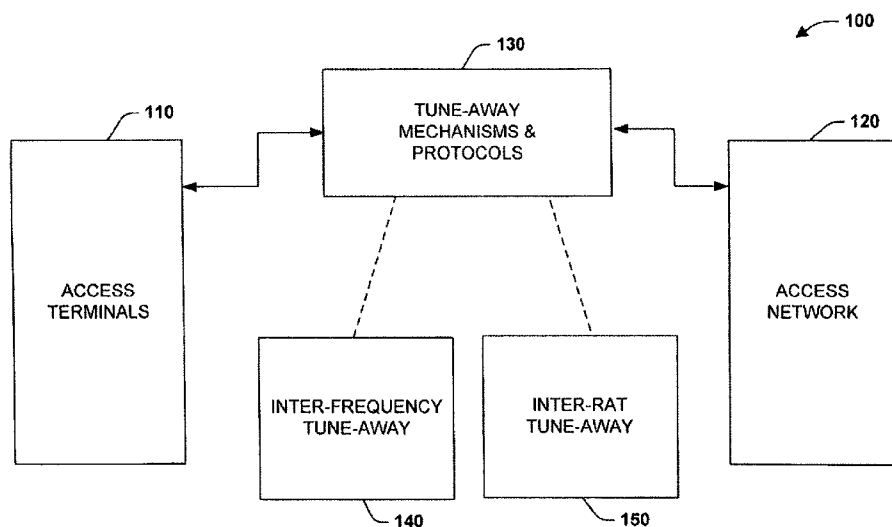 100
130
TUNE-AWAY
MECHANISMS &
PROTOCOLS
110
ACCESS
TERMINALS
120
ACCESS
NETWORK
INTER-FREQUENCY
TUNE-AWAY
140
INTER-RAT
TUNE-AWAY
150